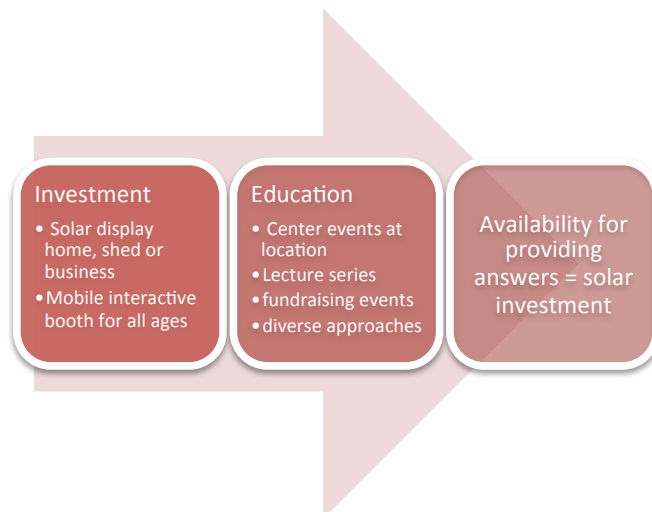 Investment
• Solar display
home, shed or
business
• Mobile interactive
booth for all ages
Education
• Center events at
location
• Lecture series
• fundraising events
• diverse approaches
Availability for
providing
answers = solar
investment